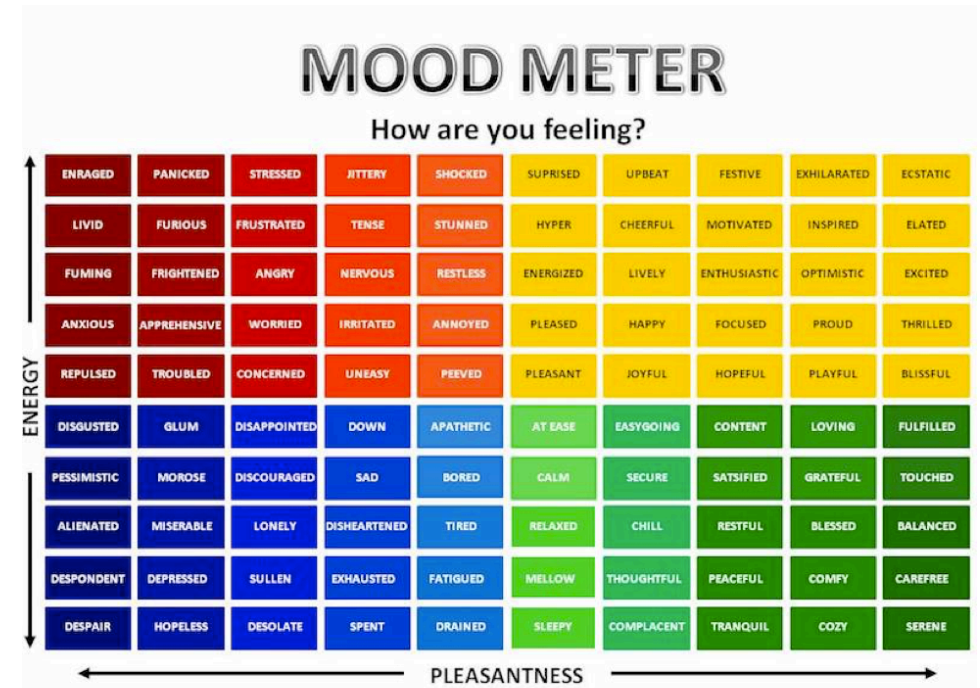 MOOD METER
How are you feeling?
ENRAGED PANICKED STRESSED JITTERY SHOCKED SUPRISED UPBEAT FESTIVE EXHILARATED ECSTATIC
LIVID FURIOUS FRUSTRATED TENSE STUNNED HYPER CHEERFUL MOTIVATED INSPIRED ELATED
FUMING FRIGHTENED ANGRY NERVOUS RESTLESS ENERGIZED LIVELY ENTHUSIASTIC OPTIMISTIC EXCITED
ANXIOUS APPREHENSIVE WORRIED IRRITATED ANNOYED PLEASED HAPPY FOCUSED PROUD THRILLED
REPULSED TROUBLED CONCERNED UNEASY PEEVED PLEASANT JOYFUL HOPEFUL PLAYFUL BLISSFUL
ENERGY
DISGUSTED GLUM DISAPPOINTED DOWN APATHETIC AT EASE EASYGOING CONTENT LOVING FULFILLED
PESSIMISTIC MOROSE DISCOURAGED SAD BORED CALM SECURE SATSIFIED GRATEFUL TOUCHED
ALIENATED MISERABLE LONELY DISHEARTENED TIRED RELAXED CHILL RESTFUL BLESSED BALANCED
DESPONDENT DEPRESSED SULLEN EXHAUSTED FATIGUED MELLOW THOUGHTFUL PEACEFUL COMFY CAREFREE
DESPAIR HOPELESS DESOLATE SPENT DRAINED SLEEPY COMPLACENT TRANQUIL COZY SERENE
PLEASANTNESS